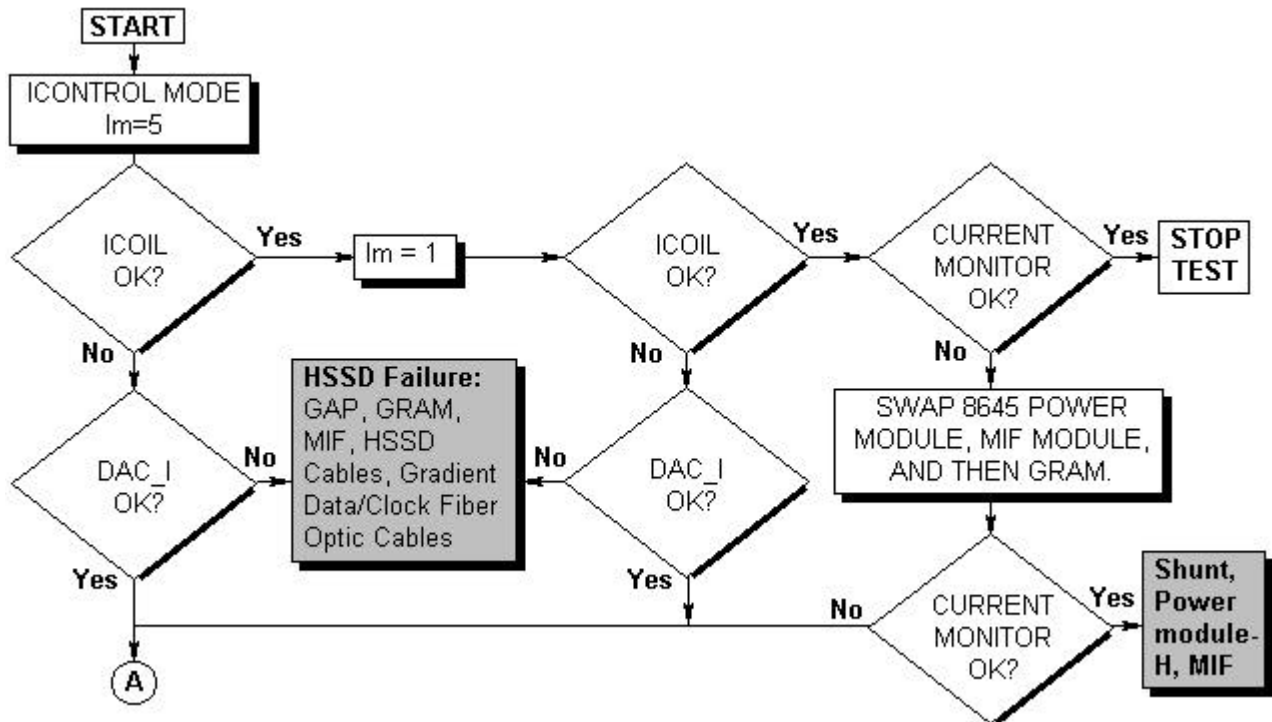 START
ICONTROL MODE
Im=5
ICOIL
OK?
Yes
Im = 1
ICOIL
OK?
Yes
CURRENT
MONITOR
OK?
Yes
STOP
TEST
No
No
No
HSSD Failure:
GAP, GRAM,
MIF, HSSD
Cables, Gradient
Data/Clock Fiber
Optic Cables
SWAP 8645 POWER
MODULE, MIF MODULE,
AND THEN GRAM.
DAC_I
OK?
No
No
DAC_I
OK?
Yes
Yes
No
CURRENT
MONITOR
OK?
Yes
Shunt,
Power
module-
H, MIF
A